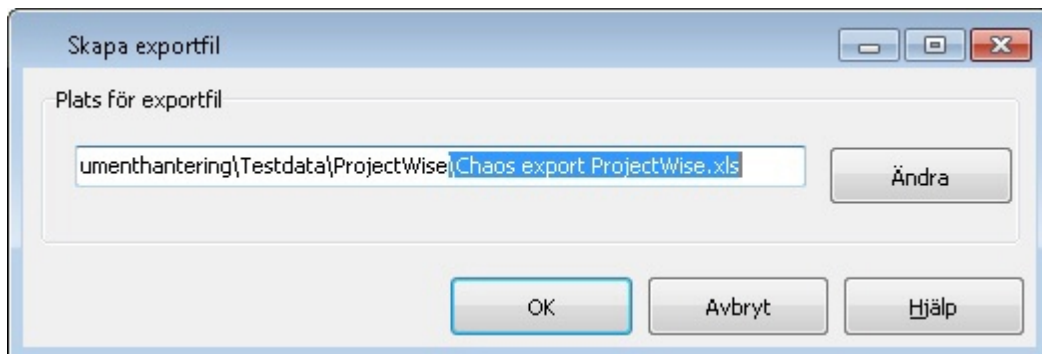 Skapa exportfil
Plats för exportfil
umenthantering\Testdata\ProjectWise\Chaos export ProjectWise.xls
Ändra
OK Avbryt Hjälp